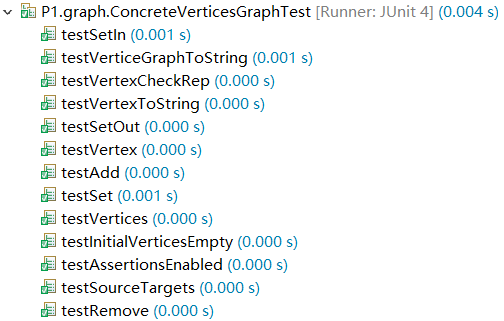 P1.graph.ConcreteVerticesGraphTest [Runner: JUnit 4] (0.004 s)
testSetIn (0.001 s)
testVerticeGraphToString (0.001 s)
testVertexCheckRep (0.000 s)
testVertexToString (0.000 s)
testSetOut (0.000 s)
testVertex (0.000 s)
testAdd (0.000 s)
testSet (0.001 s)
testVertices (0.000 s)
testInitialVerticesEmpty (0.000 s)
testAssertionsEnabled (0.000 s)
testSourceTargets (0.000 s)
testRemove (0.000 s)